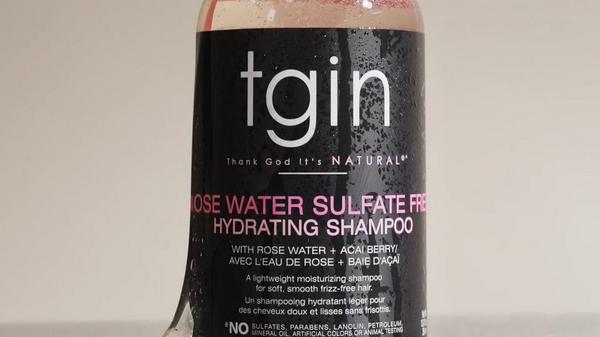 tgin
Thank God It's NATURAL®*
ROSE WATER SULFATE FREE
HYDRATING SHAMPOO
WITH ROSE WATER + ACAI BERRY/
AVEC L'EAU DE ROSE + BAIE D'AÇAÏ
A lightweight moisturizing shampoo
for soft, smooth frizz-free hair.
Un shampooing hydratant léger pour
des cheveux doux et lisses sans frisottis.
*NO SULFATES, PARABENS, LANOLIN, PETROLEUM,
MINERAL OIL, ARTIFICIAL COLORS OR ANIMAL TESTING